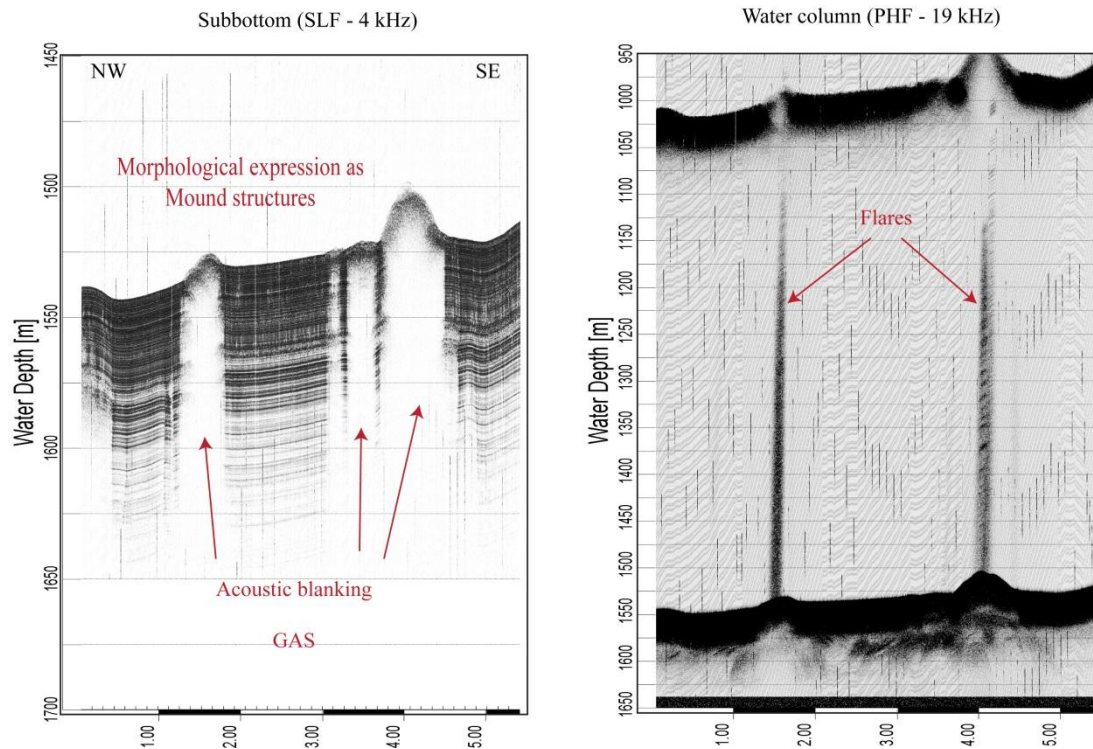 Subbottom (SLF - 4 kHz)
1450
NW
SE
Morphological expression as
Mound structures
1500
1550
1600
1650
1700
Water Depth [m]
Acoustic blanking
GAS
1.00
2.00
3.00
4.00
5.00
Water column (PHF - 19 kHz)
950
1000
1050
1100
1150
1200
1250
1300
1350
1400
1450
1500
1550
1600
1650
Water Depth [m]
Flares
1.00
2.00
3.00
4.00
5.00